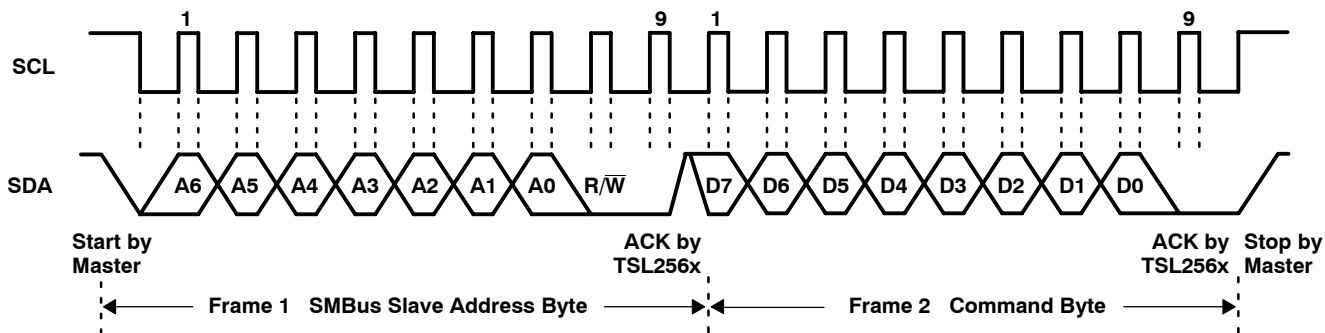 1 9 1 9
SCL
SDA A6 A5 A4 A3 A2 A1 A0 R/W̅ D7 D6 D5 D4 D3 D2 D1 D0
Start by
Master
ACK by
TSL256x
ACK by
TSL256x
Stop by
Master
Frame 1 SMBus Slave Address Byte
Frame 2 Command Byte